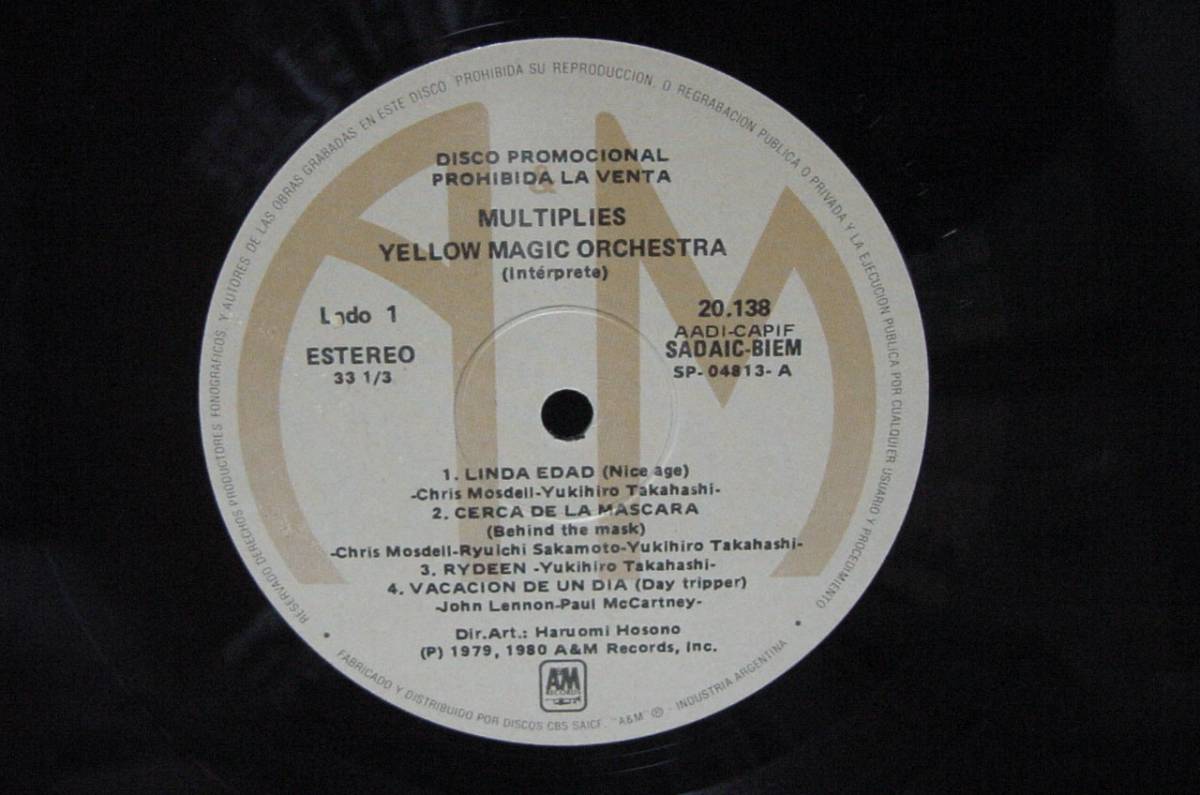 RESERVADO DERECHOS PRODUCTORES FONOGRAFICOS Y AUTORES DE LAS OBRAS GRABADAS EN ESTE DISCO PROHIBIDA SU REPRODUCCION, O REGRABACION PUBLICA O PRIVADA Y LA EJECUCION PUBLICA POR CUALQUIER USUARIO Y PROCEDIMIENTO
DISCO PROMOCIONAL
PROHIBIDA LA VENTA
&
MULTIPLIES
YELLOW MAGIC ORCHESTRA
(Intérprete)
Lado 1
ESTEREO
33 1/3
20.138
AADI-CAPIF
SADAIC-BIEM
SP-04813-A
1. LINDA EDAD (Nice age)
-Chris Mosdell-Yukihiro Takahashi-
2. CERCA DE LA MASCARA
(Behind the mask)
-Chris Mosdell-Ryuichi Sakamoto-Yukihiro Takahashi-
3. RYDEEN -Yukihiro Takahashi-
4. VACACION DE UN DIA (Day tripper)
-John Lennon-Paul McCartney-
Dir.Art.: Haruomi Hosono
(P) 1979, 1980 A&M Records, Inc.
A&M
RECORDS
• FABRICADO Y DISTRIBUIDO POR DISCOS CBS SAICF. "A&M" ℗ - INDUSTRIA ARGENTINA •